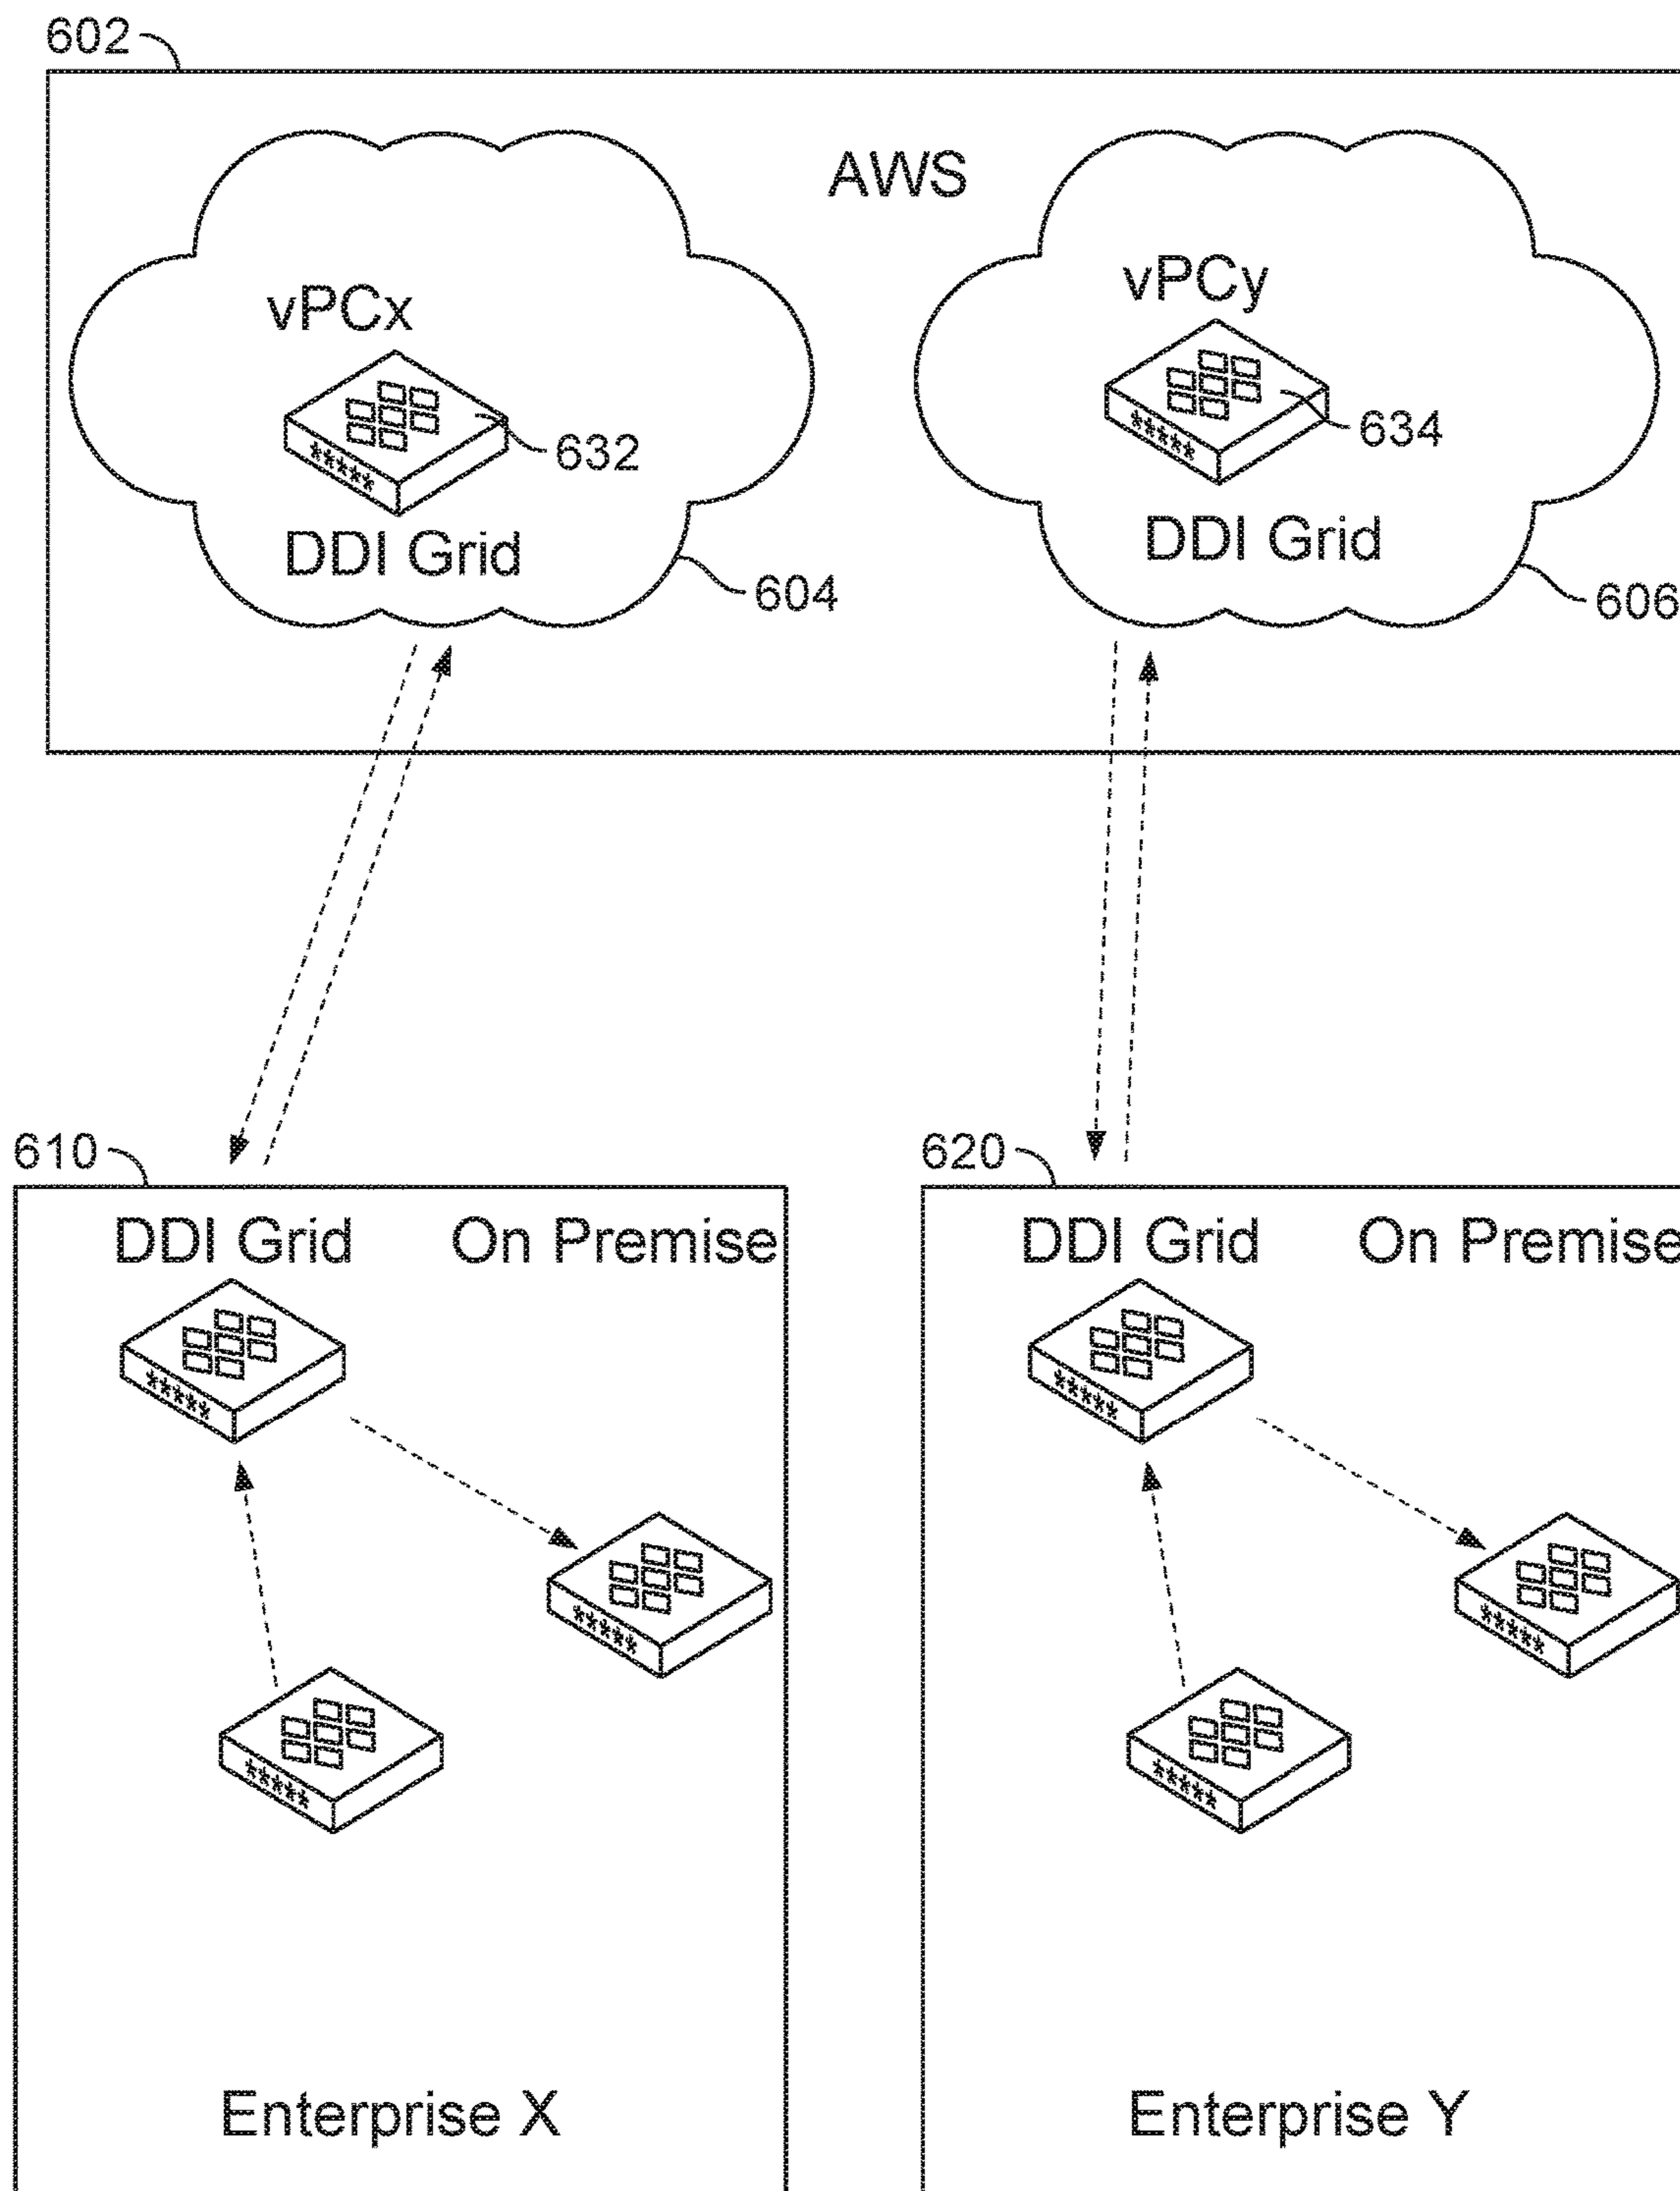 602
AWS
vPCx
vPCy
632
634
DDI Grid
DDI Grid
604
606
610
620
DDI Grid On Premise
DDI Grid On Premise
*****
*****
*****
*****
*****
*****
*****
*****
Enterprise X
Enterprise Y